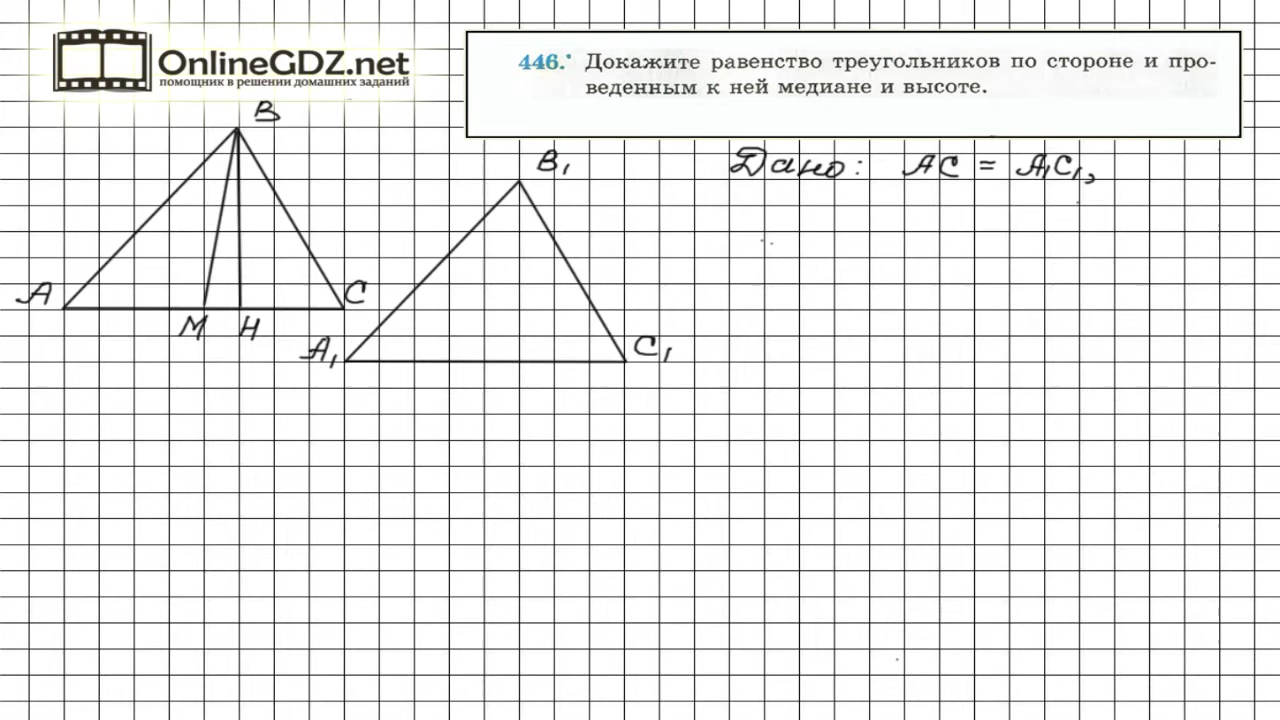 OnlineGDZ.net
помощник в решении домашних заданий
446.• Докажите равенство треугольников по стороне и про-
веденным к ней медиане и высоте.
Дано: AC = A₁C₁,
B
A
M
H
C
B₁
A₁
C₁